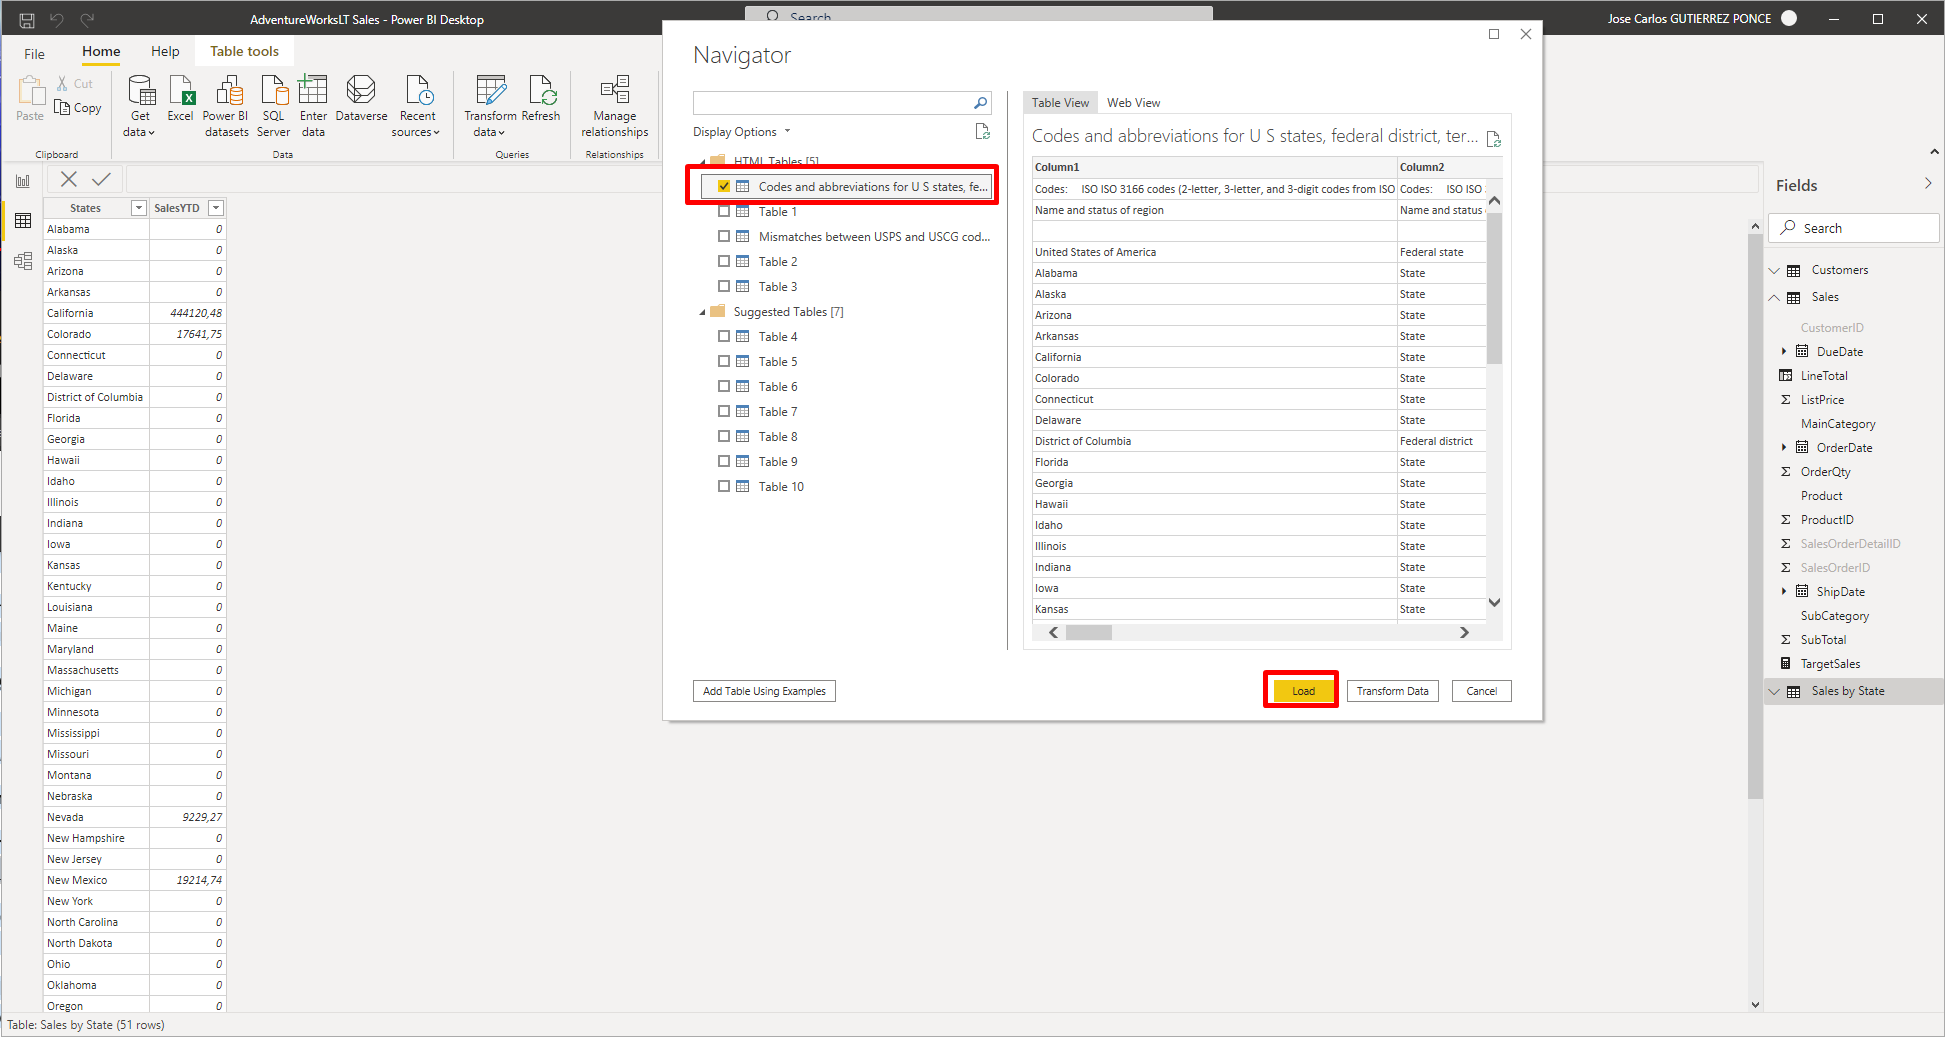 AdventureWorksLT Sales - Power BI Desktop
Search
Jose Carlos GUTIERREZ PONCE
File
Home
Help
Table tools
Paste
Cut
Copy
Get data
Excel
Power BI datasets
SQL Server
Enter data
Dataverse
Recent sources
Transform data
Refresh
Manage relationships
Clipboard
Data
Queries
Relationships
States
SalesYTD
Alabama 0
Alaska 0
Arizona 0
Arkansas 0
California 444120,48
Colorado 17641,75
Connecticut 0
Delaware 0
District of Columbia 0
Florida 0
Georgia 0
Hawaii 0
Idaho 0
Illinois 0
Indiana 0
Iowa 0
Kansas 0
Kentucky 0
Louisiana 0
Maine 0
Maryland 0
Massachusetts 0
Michigan 0
Minnesota 0
Mississippi 0
Missouri 0
Montana 0
Nebraska 0
Nevada 9229,27
New Hampshire 0
New Jersey 0
New Mexico 19214,74
New York 0
North Carolina 0
North Dakota 0
Ohio 0
Oklahoma 0
Oregon 0
Table: Sales by State (51 rows)
Navigator
Display Options
HTML Tables [5]
Codes and abbreviations for U S states, fe...
Table 1
Mismatches between USPS and USCG cod...
Table 2
Table 3
Suggested Tables [7]
Table 4
Table 5
Table 6
Table 7
Table 8
Table 9
Table 10
Add Table Using Examples
Table View
Web View
Codes and abbreviations for U S states, federal district, ter...
Column1 Column2
Codes: ISO ISO 3166 codes (2-letter, 3-letter, and 3-digit codes from ISO Codes: ISO ISO
Name and status of region Name and status
United States of America Federal state
Alabama State
Alaska State
Arizona State
Arkansas State
California State
Colorado State
Connecticut State
Delaware State
District of Columbia Federal district
Florida State
Georgia State
Hawaii State
Idaho State
Illinois State
Indiana State
Iowa State
Kansas State
Load
Transform Data
Cancel
Fields
Search
Customers
Sales
CustomerID
DueDate
LineTotal
ListPrice
MainCategory
OrderDate
OrderQty
Product
ProductID
SalesOrderDetailID
SalesOrderID
ShipDate
SubCategory
SubTotal
TargetSales
Sales by State